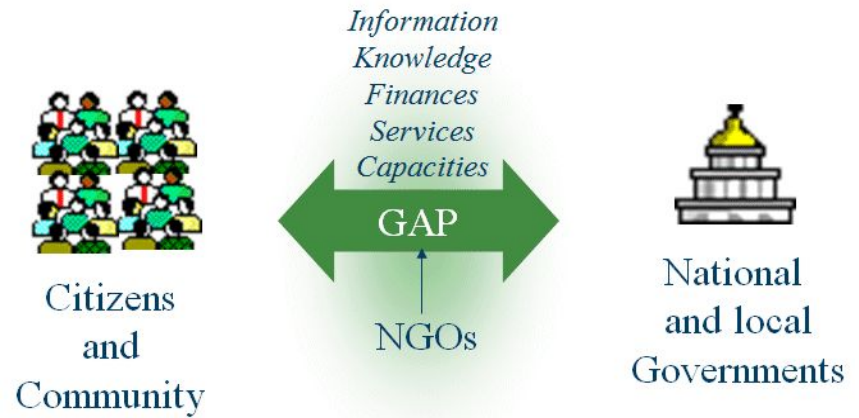 Information
Knowledge
Finances
Services
Capacities
GAP
NGOs
Citizens
and
Community
National
and local
Governments